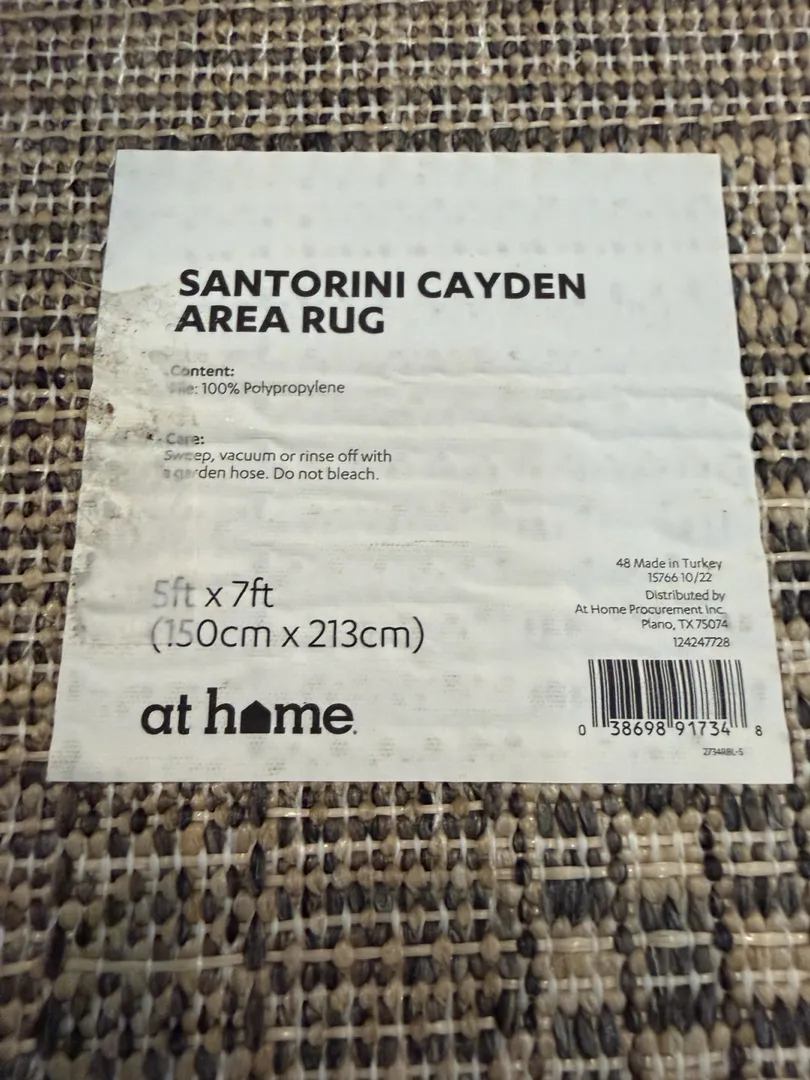 SANTORINI CAYDEN
AREA RUG
Content:
Pile: 100% Polypropylene
Care:
Sweep, vacuum or rinse off with
a garden hose. Do not bleach.
5ft x 7ft
(150cm x 213cm)
at home
48 Made in Turkey
15766 10/22
Distributed by
At Home Procurement Inc.
Plano, TX 75074
124247728
0 38698 91734 8